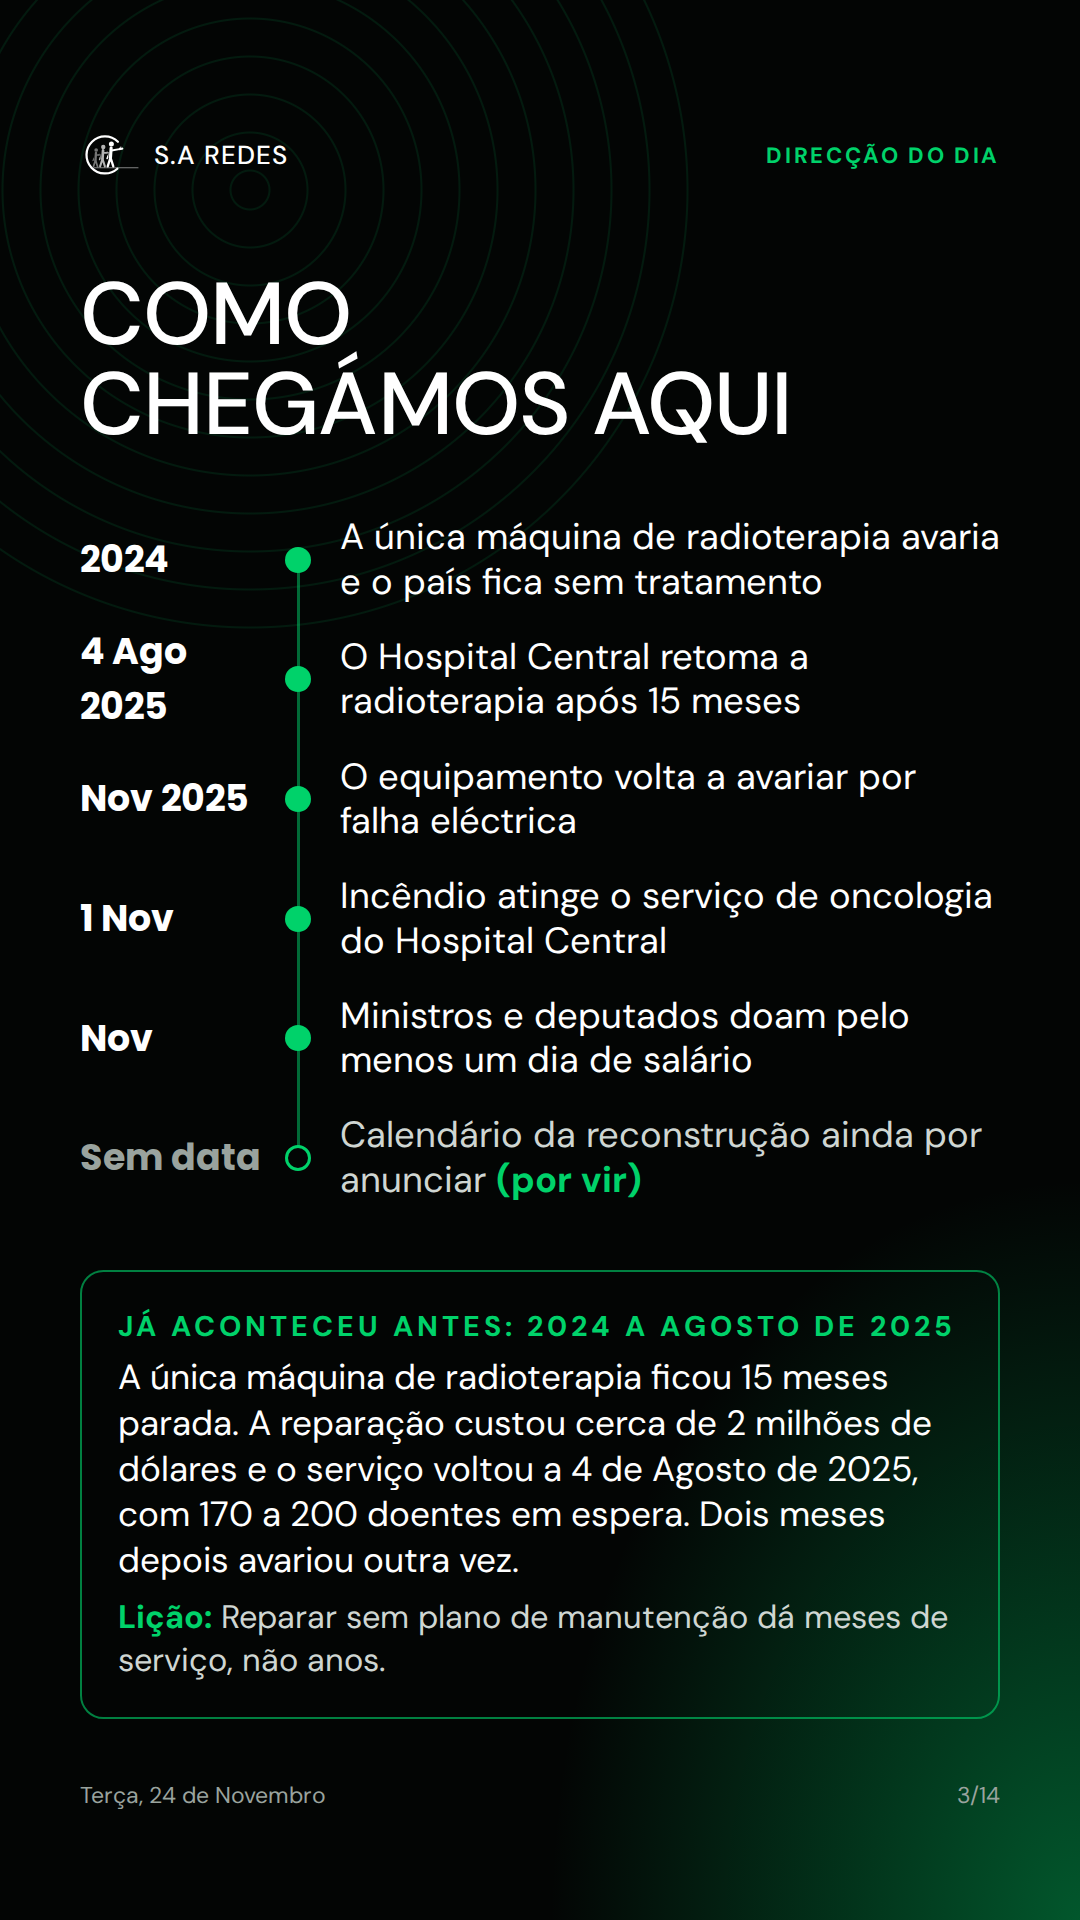 S.A REDES
DIRECÇÃO DO DIA
COMO
CHEGÁMOS AQUI
2024
A única máquina de radioterapia avaria
e o país fica sem tratamento
4 Ago
2025
O Hospital Central retoma a
radioterapia após 15 meses
Nov 2025
O equipamento volta a avariar por
falha eléctrica
1 Nov
Incêndio atinge o serviço de oncologia
do Hospital Central
Nov
Ministros e deputados doam pelo
menos um dia de salário
Sem data
Calendário da reconstrução ainda por
anunciar (por vir)
JÁ ACONTECEU ANTES: 2024 A AGOSTO DE 2025
A única máquina de radioterapia ficou 15 meses
parada. A reparação custou cerca de 2 milhões de
dólares e o serviço voltou a 4 de Agosto de 2025,
com 170 a 200 doentes em espera. Dois meses
depois avariou outra vez.
Lição: Reparar sem plano de manutenção dá meses de
serviço, não anos.
Terça, 24 de Novembro
3/14